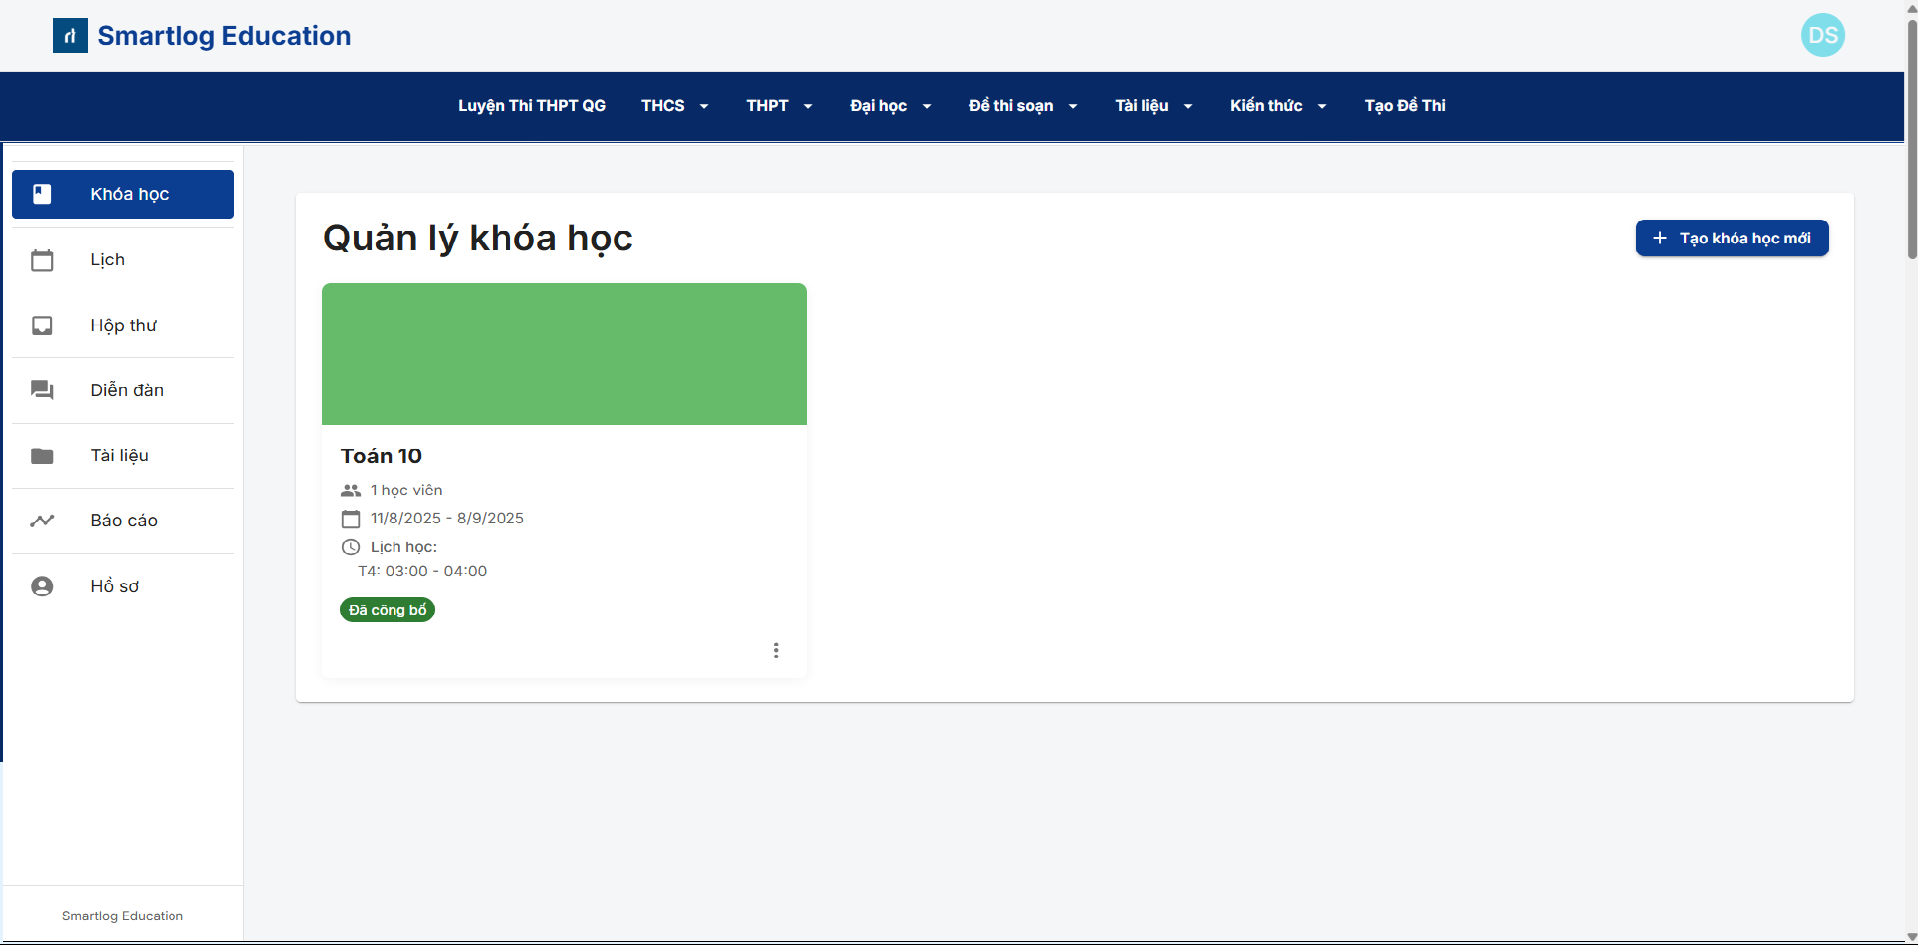 Smartlog Education
DS
Luyện Thi THPT QG THCS THPT Đại học Đề thi soạn Tài liệu Kiến thức Tạo Đề Thi
Khóa học
Lịch
Hộp thư
Diễn đàn
Tài liệu
Báo cáo
Hồ sơ
Smartlog Education
Quản lý khóa học
+ Tạo khóa học mới
Toán 10
1 học viên
11/8/2025 - 8/9/2025
Lịch học:
T4: 03:00 - 04:00
Đã công bố